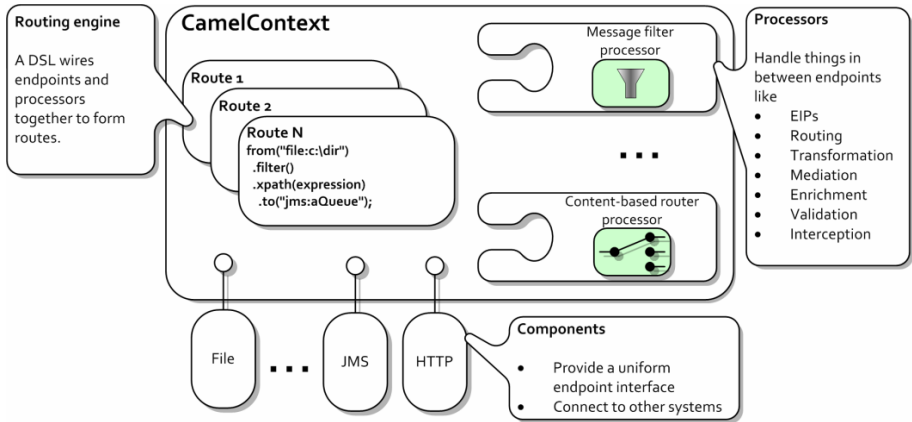 Routing engine
A DSL wires
endpoints and
processors
together to form
routes.
CamelContext
Route 1
Route 2
Route N
from("file:c:\dir")
.filter()
.xpath(expression)
.to("jms:aQueue");
Message filter
processor
...
Content-based router
processor
Processors
Handle things in
between endpoints
like
• EIPs
• Routing
• Transformation
• Mediation
• Enrichment
• Validation
• Interception
File
...
JMS
HTTP
Components
• Provide a uniform
endpoint interface
• Connect to other systems